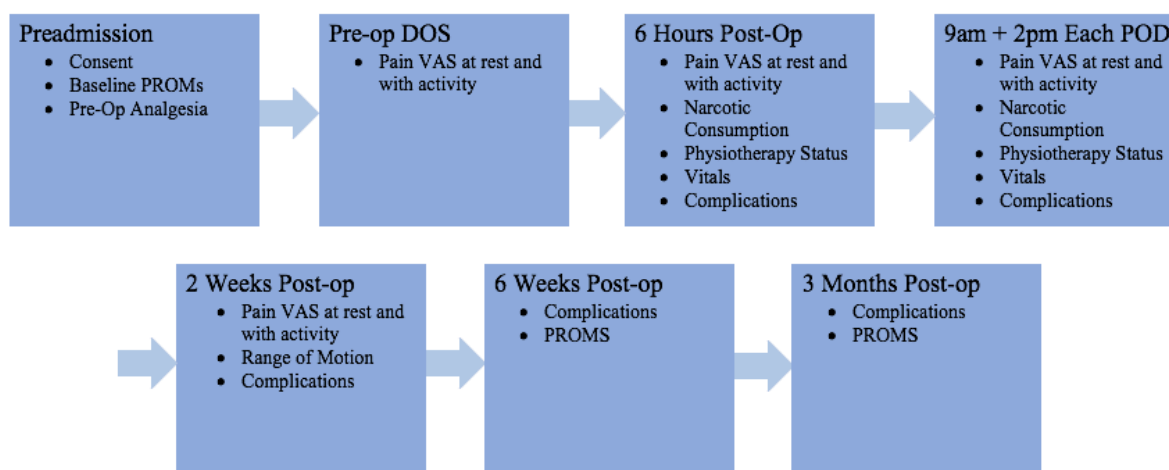 Preadmission
• Consent
• Baseline PROMs
• Pre-Op Analgesia
Pre-op DOS
• Pain VAS at rest and
with activity
6 Hours Post-Op
• Pain VAS at rest and
with activity
• Narcotic
Consumption
• Physiotherapy Status
• Vitals
• Complications
9am + 2pm Each POD
• Pain VAS at rest and
with activity
• Narcotic
Consumption
• Physiotherapy Status
• Vitals
• Complications
2 Weeks Post-op
• Pain VAS at rest and
with activity
• Range of Motion
• Complications
6 Weeks Post-op
• Complications
• PROMS
3 Months Post-op
• Complications
• PROMS